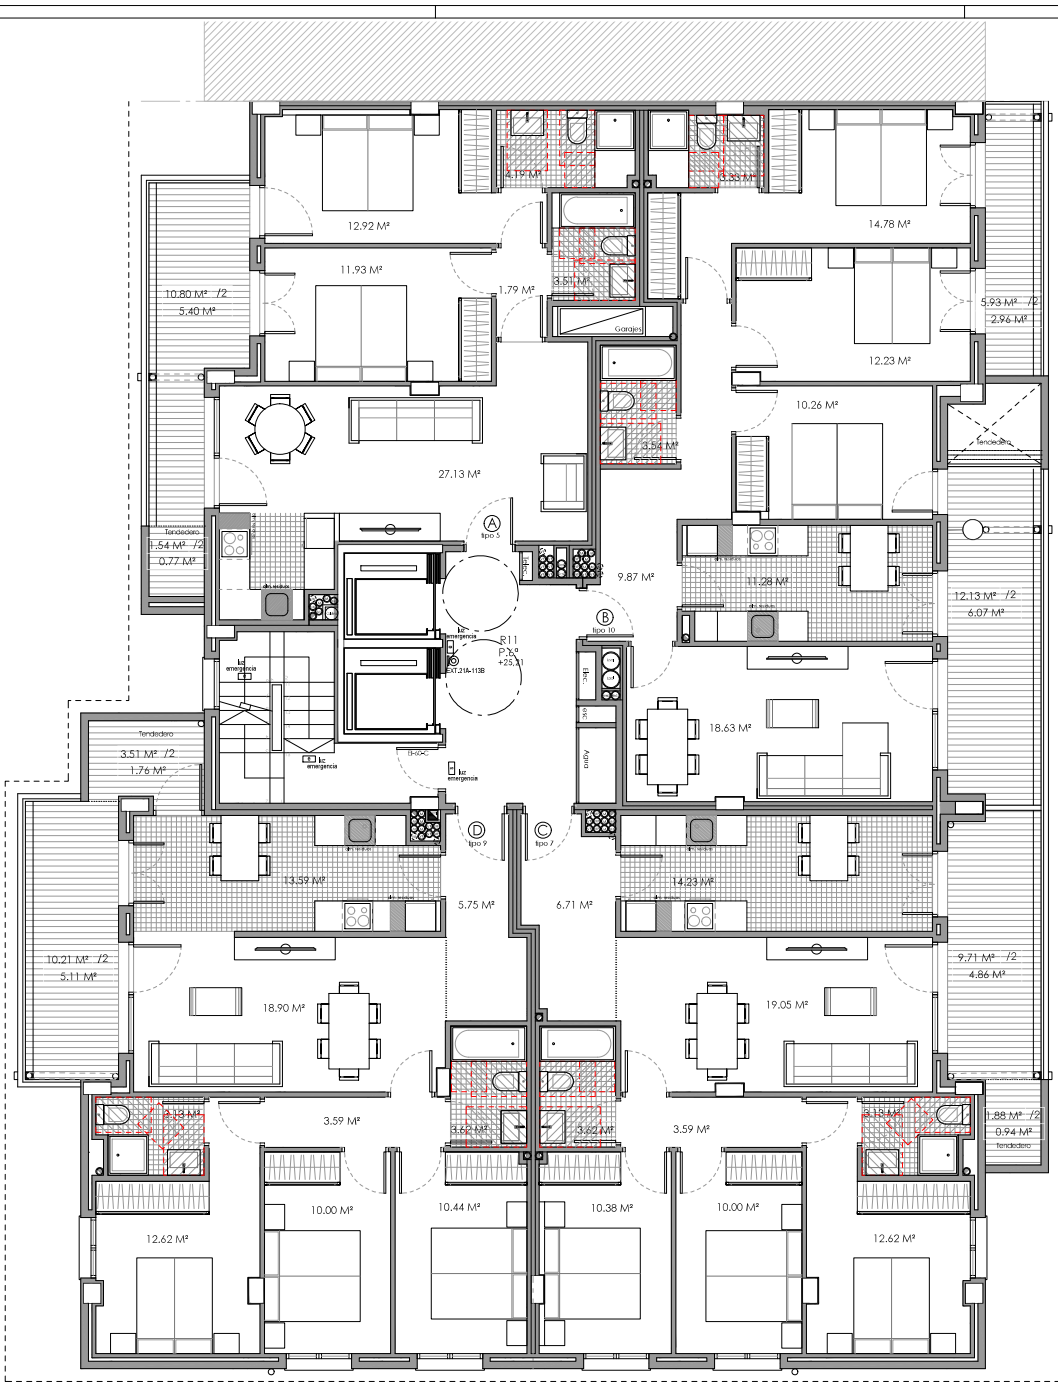 4.19 M²
3.33 M²
12.92 M²
14.78 M²
11.93 M²
1.79 M²
3.51 M²
10.80 M² /2
5.40 M²
5.93 M² /2
2.96 M²
Garajes
12.23 M²
10.26 M²
3.54 M²
Tendedero
27.13 M²
A
tipo 5
Tendedero
1.54 M² /2
0.77 M²
Elec.
9.87 M²
11.28 M²
12.13 M² /2
6.07 M²
B
tipo 10
luz
emergencia
R11
P.6ª
+25,21
EXT.21A-113B
luz
emergencia
Elec.
18.63 M²
Tendedero
3.51 M² /2
1.76 M²
EI-60-C
luz
emergencia
luz
emergencia
Agua
D
tipo 9
C
tipo 7
13.59 M²
14.23 M²
5.75 M²
6.71 M²
10.21 M² /2
5.11 M²
9.71 M² /2
4.86 M²
18.90 M²
19.05 M²
3.13 M²
3.59 M²
3.62 M²
3.62 M²
3.59 M²
3.13 M²
1.88 M² /2
0.94 M²
Tendedero
12.62 M²
10.00 M²
10.44 M²
10.38 M²
10.00 M²
12.62 M²